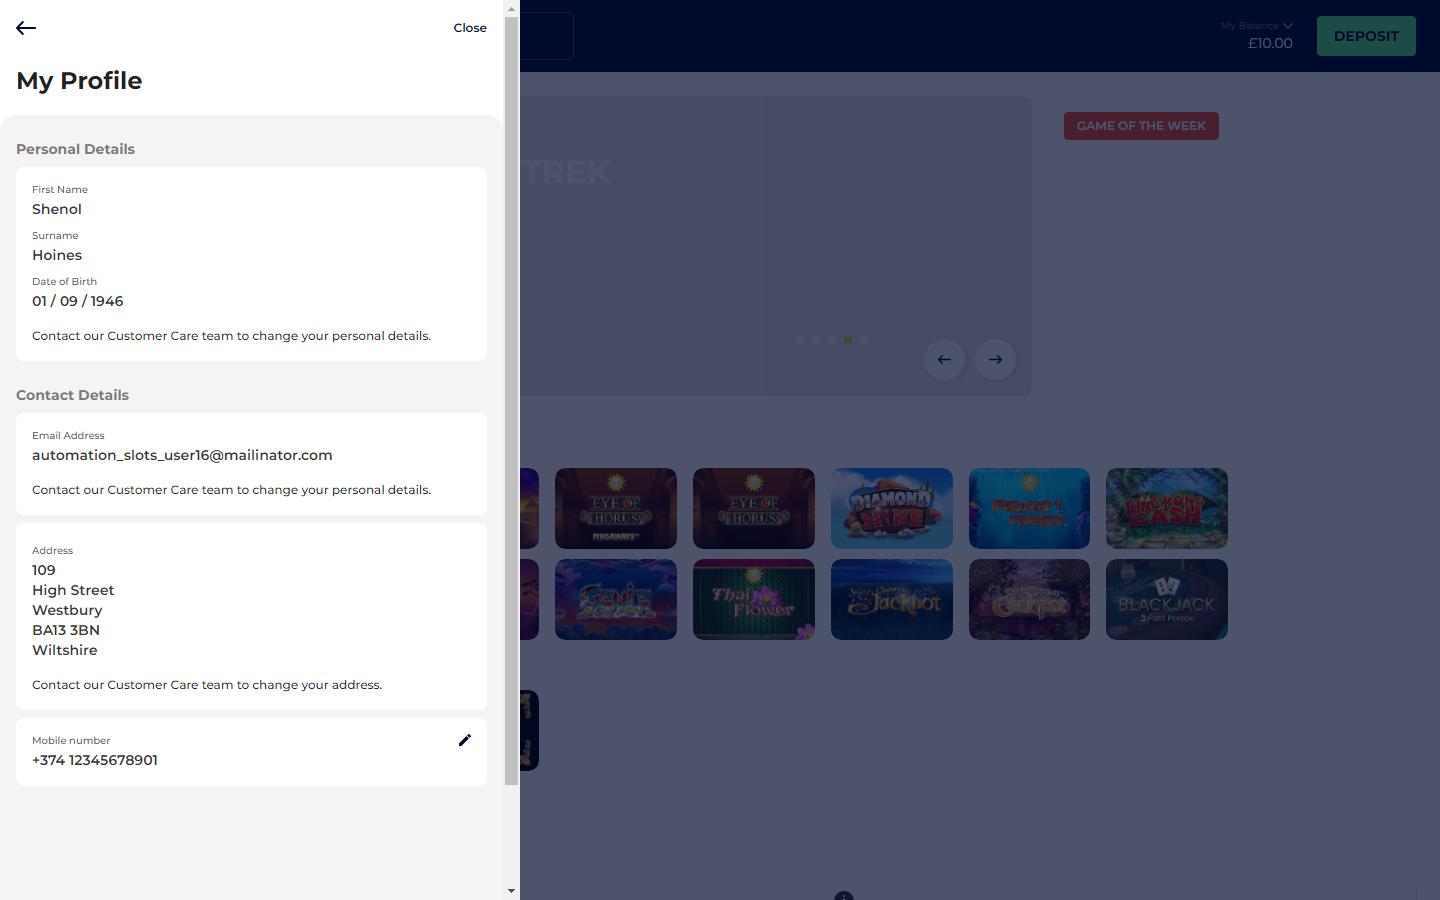 Close
My Profile
Personal Details
First Name
Shenol
Surname
Hoines
Date of Birth
01 / 09 / 1946
Contact our Customer Care team to change your personal details.
Contact Details
Email Address
automation_slots_user16@mailinator.com
Contact our Customer Care team to change your personal details.
Address
109
High Street
Westbury
BA13 3BN
Wiltshire
Contact our Customer Care team to change your address.
Mobile number
+374 12345678901
My Balance
£10.00
DEPOSIT
TREK
GAME OF THE WEEK
EYE OF
HORUS
MEGAWAYS
EYE OF
HORUS
DIAMOND
MINE
KING KONG
CASH
GENIE
JACKPOTS
Thai
Flower
Jackpot
BLACKJACK
FIRST PERSON